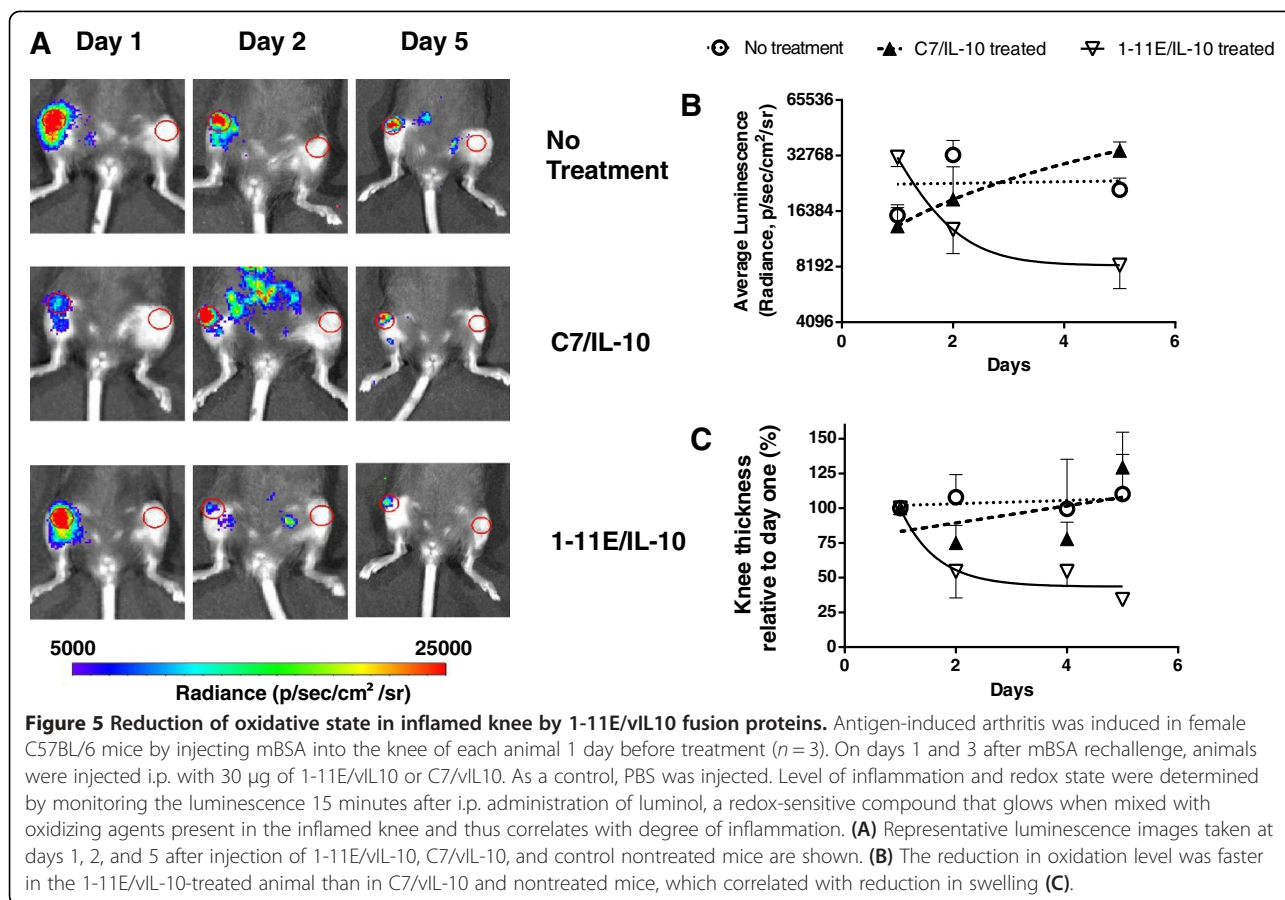 A
Day 1 Day 2 Day 5
No treatment C7/IL-10 treated 1-11E/IL-10 treated
No
Treatment
C7/IL-10
1-11E/IL-10
5000 25000
Radiance (p/sec/cm² /sr)
B
Average Luminescence
(Radiance, p/sec/cm²/sr)
65536
32768
16384
8192
4096
0 2 4 6
Days
C
Knee thickness
relative to day one (%)
150
125
100
75
50
25
0
0 2 4 6
Days
Figure 5 Reduction of oxidative state in inflamed knee by 1-11E/vIL10 fusion proteins. Antigen-induced arthritis was induced in female
C57BL/6 mice by injecting mBSA into the knee of each animal 1 day before treatment (n = 3). On days 1 and 3 after mBSA rechallenge, animals
were injected i.p. with 30 μg of 1-11E/vIL10 or C7/vIL10. As a control, PBS was injected. Level of inflammation and redox state were determined
by monitoring the luminescence 15 minutes after i.p. administration of luminol, a redox-sensitive compound that glows when mixed with
oxidizing agents present in the inflamed knee and thus correlates with degree of inflammation. (A) Representative luminescence images taken at
days 1, 2, and 5 after injection of 1-11E/vIL-10, C7/vIL-10, and control nontreated mice are shown. (B) The reduction in oxidation level was faster
in the 1-11E/vIL-10-treated animal than in C7/vIL-10 and nontreated mice, which correlated with reduction in swelling (C).